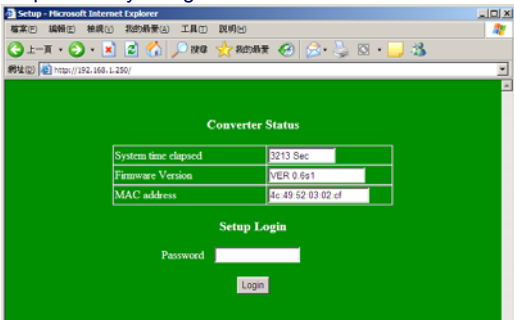 Setup - Microsoft Internet Explorer
檔案(F) 編輯(E) 檢視(V) 我的最愛(A) 工具(T) 說明(H)
上一頁 搜尋 我的最愛
網址(D) http://192.168.1.250/
Converter Status
System time elapsed 3213 Sec
Firmware Version VER 0.6s1
MAC address 4c:49:52:03:02:cf
Setup Login
Password
Login